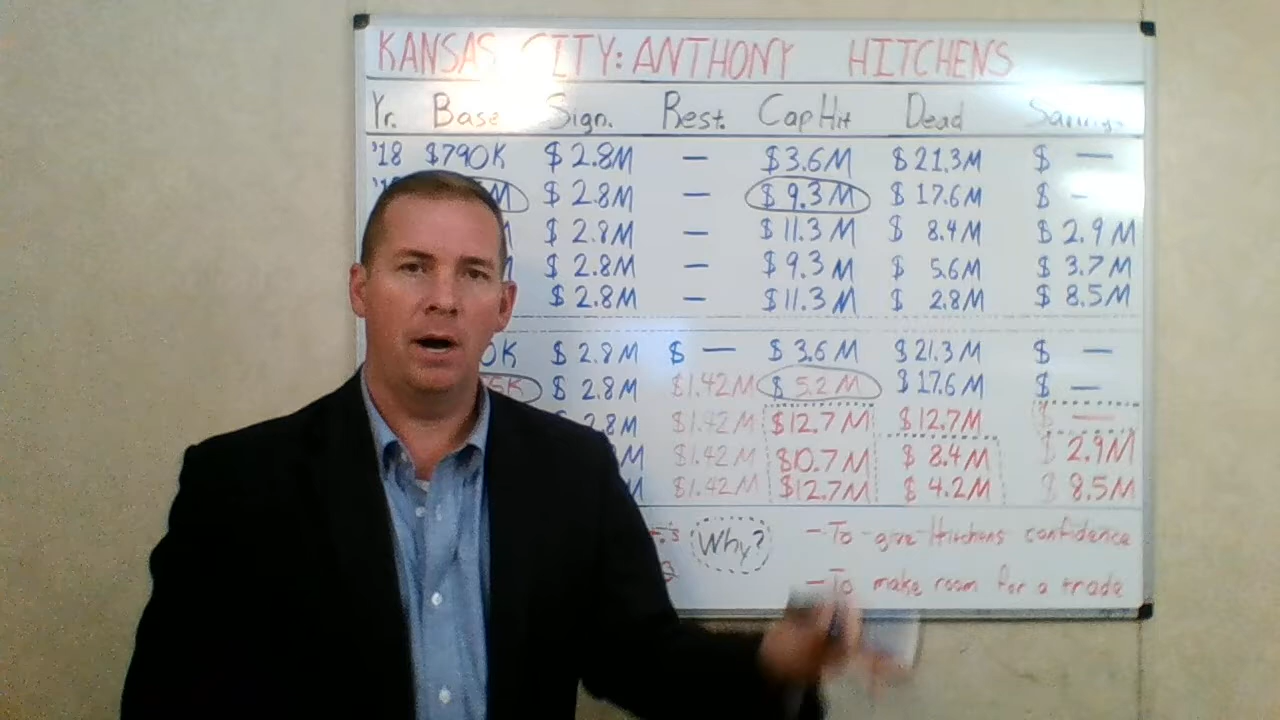 KANSAS CITY: ANTHONY HITCHENS
Yr. Base Sign. Rest. Cap Hit Dead Savings
'18 $790K $2.8M — $3.6M $21.3M $ —
M $2.8M — $9.3M $17.6M $ -
M $2.8M — $11.3M $8.4M $2.9M
$2.8M — $9.3M $5.6M $3.7M
$2.8M — $11.3M $2.8M $8.5M
0K $2.8M $ — $3.6M $21.3M $ —
5K $2.8M $1.42M $5.2M $17.6M $ —
2.8M $1.42M $12.7M $12.7M $ —
M $1.42M $10.7M $8.4M $2.9M
M $1.42M $12.7M $4.2M $8.5M
Why? - To give Hitchens confidence
- To make room for a trade